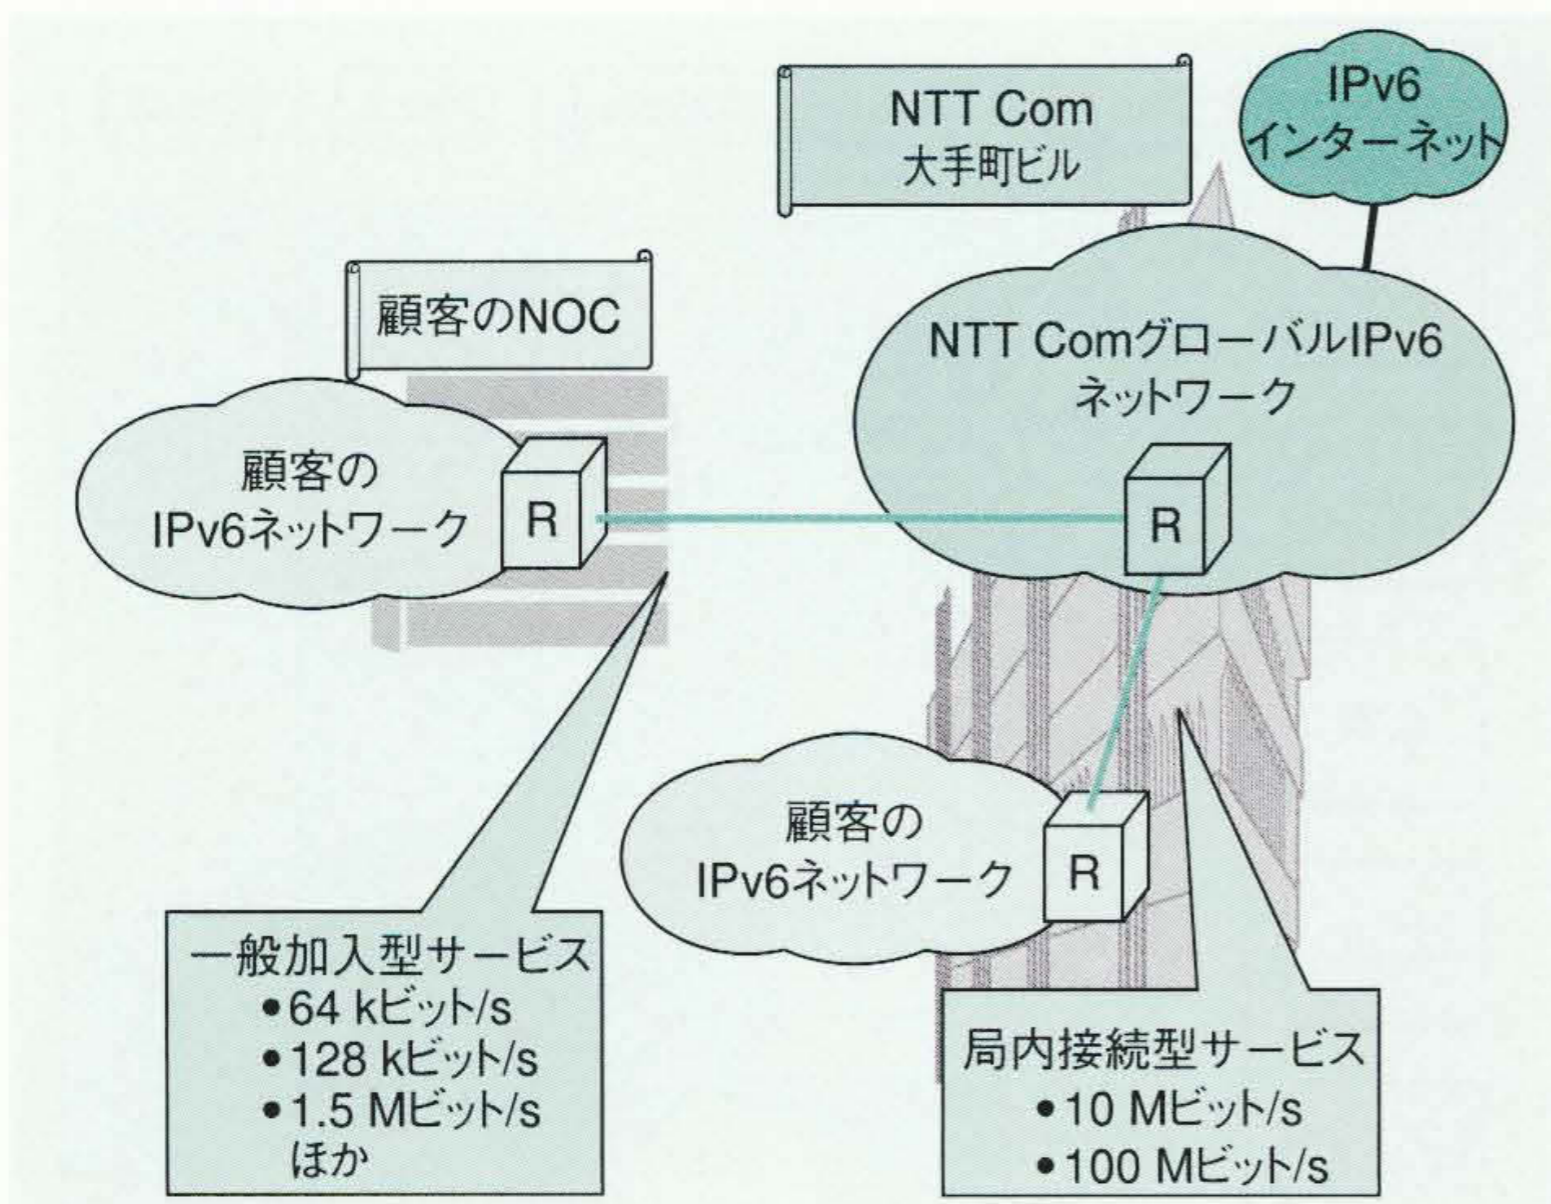 NTT Com
大手町ビル
IPv6
インターネット
顧客のNOC
NTT ComグローバルIPv6
ネットワーク
顧客の
IPv6ネットワーク
R
R
顧客の
IPv6ネットワーク
R
一般加入型サービス
•64 kビット/s
•128 kビット/s
•1.5 Mビット/s
ほか
局内接続型サービス
•10 Mビット/s
•100 Mビット/s